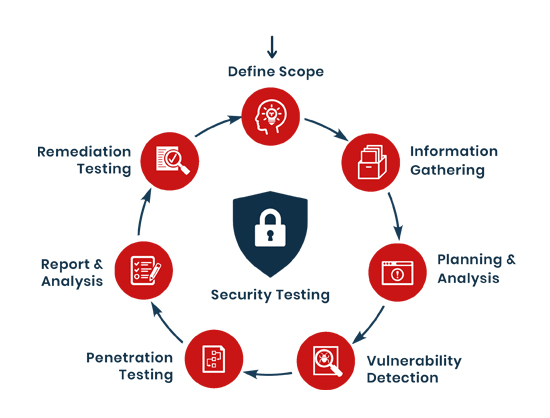 Define Scope
Information
Gathering
Planning &
Analysis
Vulnerability
Detection
Penetration
Testing
Report &
Analysis
Remediation
Testing
Security Testing